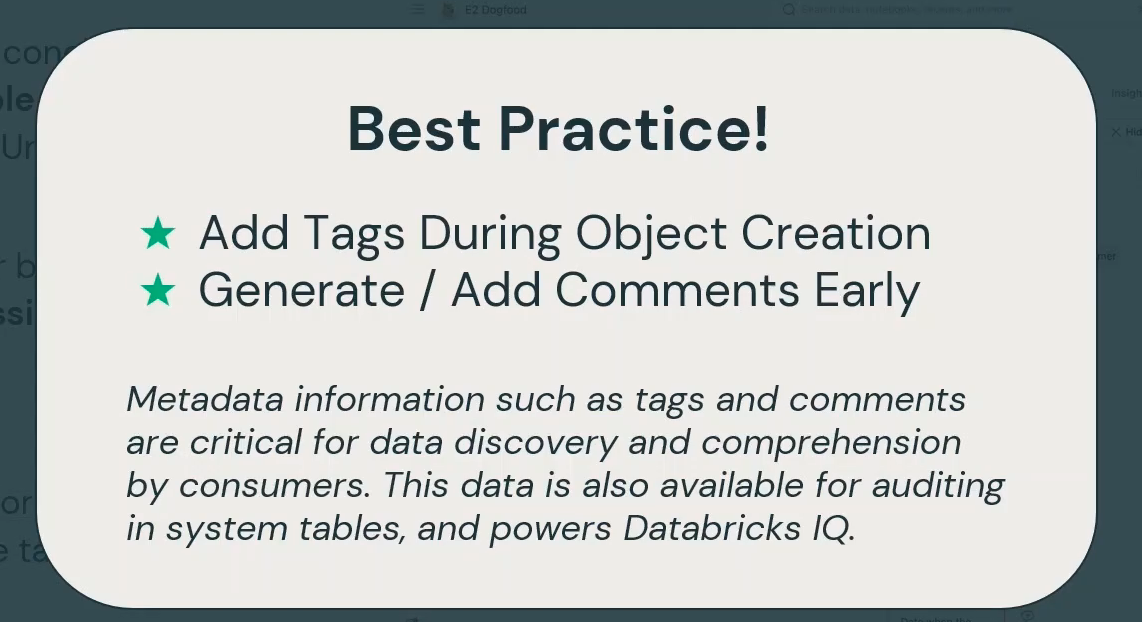 E2 Dogfood
Best Practice!
Add Tags During Object Creation
Generate / Add Comments Early
Metadata information such as tags and comments
are critical for data discovery and comprehension
by consumers. This data is also available for auditing
in system tables, and powers Databricks IQ.